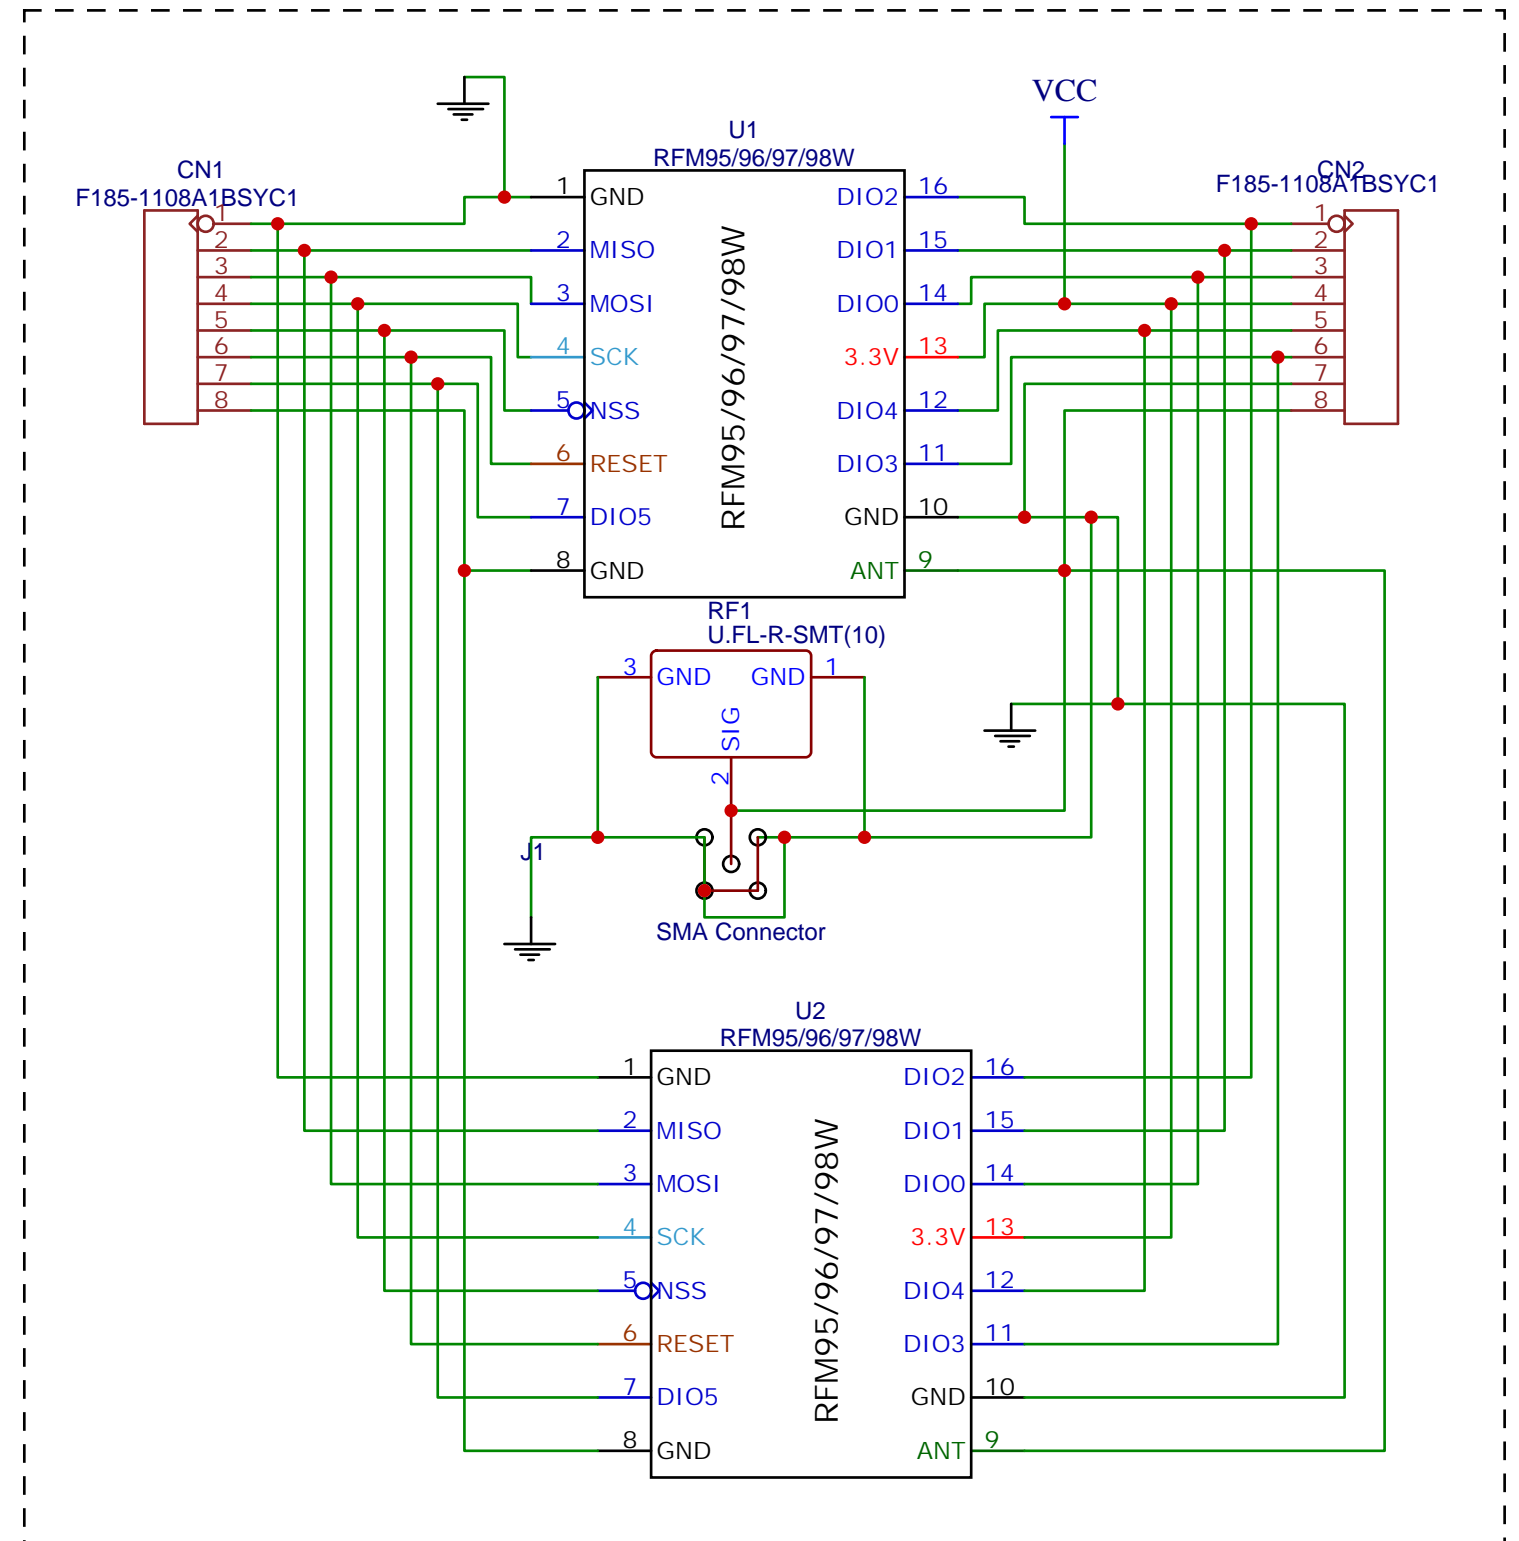 VCC
U1
RFM95/96/97/98W
CN1
F185-1108A1BSYC1
CN2
F185-1108A1BSYC1
1
2
3
4
5
6
7
8
1 GND
2 MISO
3 MOSI
4 SCK
5 NSS
6 RESET
7 DIO5
8 GND
RFM95/96/97/98W
DIO2 16
DIO1 15
DIO0 14
3.3V 13
DIO4 12
DIO3 11
GND 10
ANT 9
1
2
3
4
5
6
7
8
RF1
U.FL-R-SMT(10)
3 GND GND 1
SIG
2
J1
SMA Connector
U2
RFM95/96/97/98W
1 GND
2 MISO
3 MOSI
4 SCK
5 NSS
6 RESET
7 DIO5
8 GND
RFM95/96/97/98W
DIO2 16
DIO1 15
DIO0 14
3.3V 13
DIO4 12
DIO3 11
GND 10
ANT 9